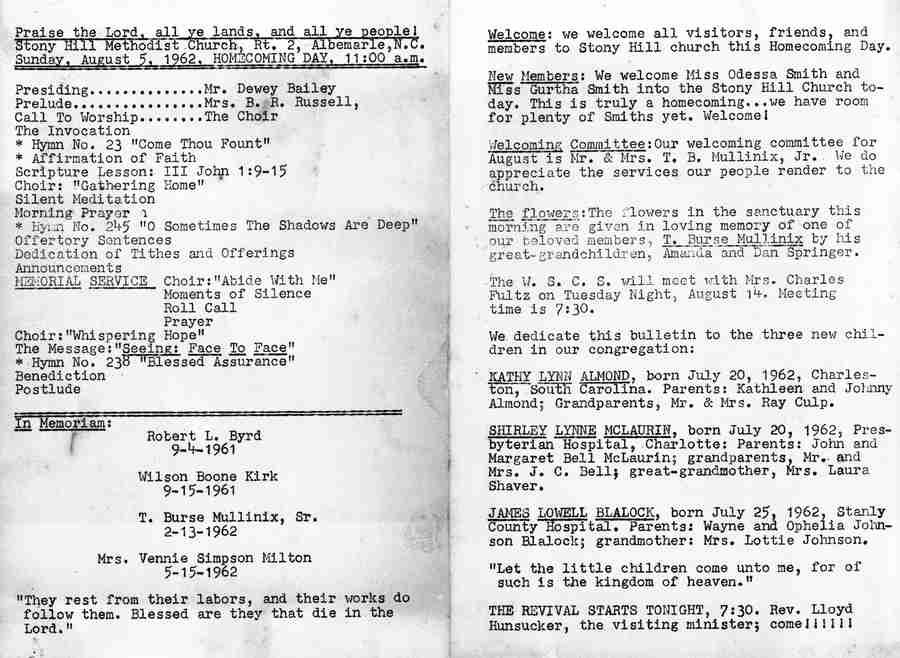 Praise the Lord, all ye lands, and all ye people!
Stony Hill Methodist Church, Rt. 2, Albemarle,N.C.
Sunday, August 5, 1962, HOMECOMING DAY, 11:00 a.m.
Presiding..............Mr. Dewey Bailey
Prelude................Mrs. B. R. Russell,
Call To Worship........The Choir
The Invocation
* Hymn No. 23 "Come Thou Fount"
* Affirmation of Faith
Scripture Lesson: III John 1:9-15
Choir: "Gathering Home"
Silent Meditation
Morning Prayer
* Hymn No. 245 "O Sometimes The Shadows Are Deep"
Offertory Sentences
Dedication of Tithes and Offerings
Announcements
MEMORIAL SERVICE Choir:"Abide With Me"
Moments of Silence
Roll Call
Prayer
Choir:"Whispering Hope"
The Message:"Seeing: Face To Face"
* Hymn No. 238 "Blessed Assurance"
Benediction
Postlude
In Memoriam:
Robert L. Byrd
9-4-1961
Wilson Boone Kirk
9-15-1961
T. Burse Mullinix, Sr.
2-13-1962
Mrs. Vennie Simpson Milton
5-15-1962
"They rest from their labors, and their works do
follow them. Blessed are they that die in the
Lord."
Welcome: we welcome all visitors, friends, and
members to Stony Hill church this Homecoming Day.
New Members: We welcome Miss Odessa Smith and
Miss Gurtha Smith into the Stony Hill Church to-
day. This is truly a homecoming...we have room
for plenty of Smiths yet. Welcome!
Welcoming Committee:Our welcoming committee for
August is Mr. & Mrs. T. B. Mullinix, Jr. We do
appreciate the services our people render to the
church.
The flowers:The flowers in the sanctuary this
morning are given in loving memory of one of
our beloved members, T. Burse Mullinix by his
great-grandchildren, Amanda and Dan Springer.
The W. S. C. S. will meet with Mrs. Charles
Fultz on Tuesday Night, August 14. Meeting
time is 7:30.
We dedicate this bulletin to the three new chil-
dren in our congregation:
KATHY LYNN ALMOND, born July 20, 1962, Charles-
ton, South Carolina. Parents: Kathleen and Johnny
Almond; Grandparents, Mr. & Mrs. Ray Culp.
SHIRLEY LYNNE MCLAURIN, born July 20, 1962, Pres-
byterian Hospital, Charlotte: Parents: John and
Margaret Bell McLaurin; grandparents, Mr. and
Mrs. J. C. Bell; great-grandmother, Mrs. Laura
Shaver.
JAMES LOWELL BLALOCK, born July 25, 1962, Stanly
County Hospital. Parents: Wayne and Ophelia John-
son Blalock; grandmother: Mrs. Lottie Johnson.
"Let the little children come unto me, for of
such is the kingdom of heaven."
THE REVIVAL STARTS TONIGHT, 7:30. Rev. Lloyd
Hunsucker, the visiting minister; come!!!!!!